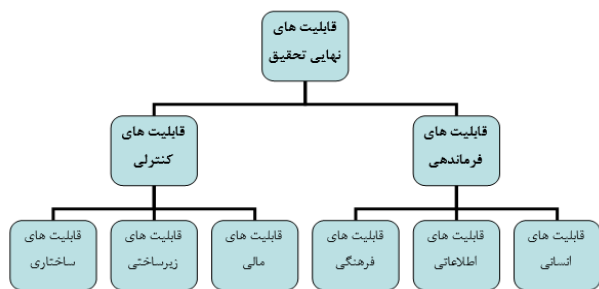 قابلیت های
نهایی تحقیق
قابلیت های
فرماندهی
قابلیت های
کنترلی
قابلیت های
انسانی
قابلیت های
اطلاعاتی
قابلیت های
فرهنگی
قابلیت های
مالی
قابلیت های
زیرساختی
قابلیت های
ساختاری